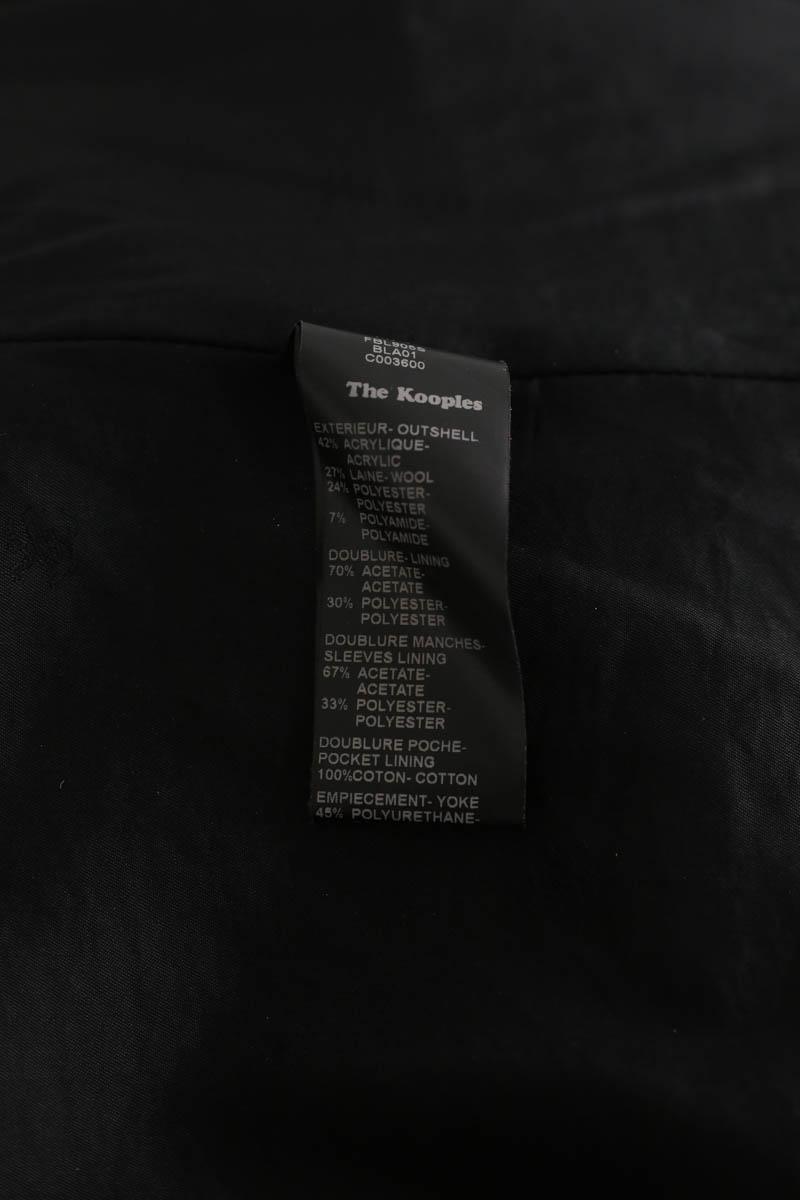 FBL905S
BLA01
C003600
The Kooples
EXTERIEUR- OUTSHELL
42% ACRYLIQUE-
ACRYLIC
27% LAINE- WOOL
24% POLYESTER-
POLYESTER
7% POLYAMIDE-
POLYAMIDE
DOUBLURE- LINING
70% ACETATE-
ACETATE
30% POLYESTER-
POLYESTER
DOUBLURE MANCHES-
SLEEVES LINING
67% ACETATE-
ACETATE
33% POLYESTER-
POLYESTER
DOUBLURE POCHE-
POCKET LINING
100%COTON- COTTON
EMPIECEMENT- YOKE
45% POLYURETHANE-